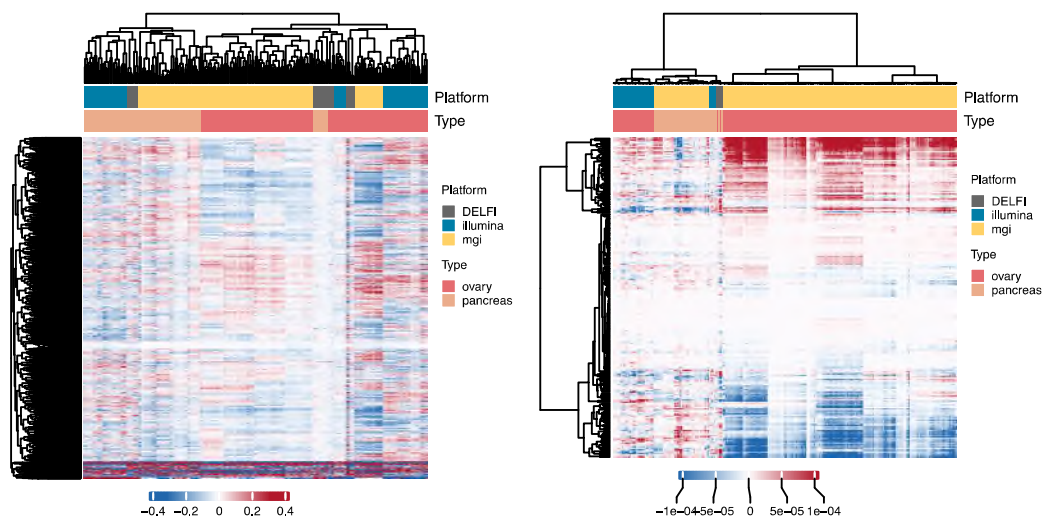 Platform
Type
Platform
DELFI
illumina
mgi
Type
ovary
pancreas
-0.4 -0.2 0 0.2 0.4
Platform
Type
Platform
DELFI
illumina
mgi
Type
ovary
pancreas
-1e-04 -5e-05 0 5e-05 1e-04